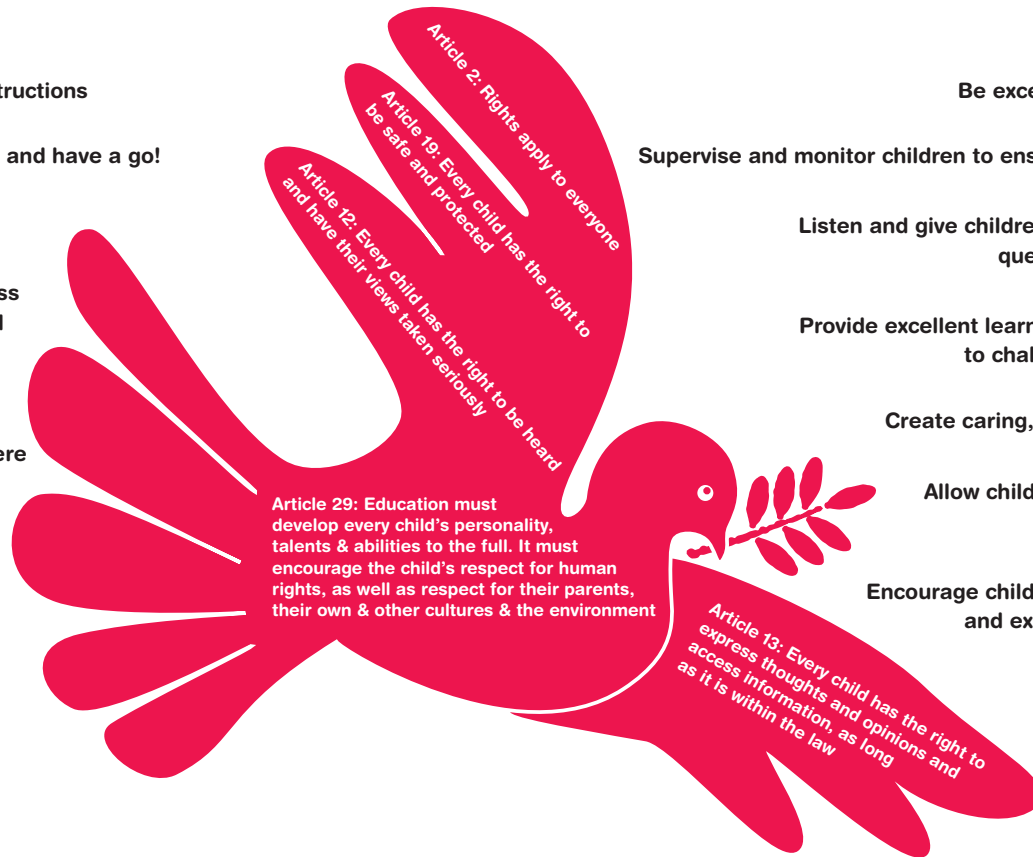 tructions
and have a go!
ss
ere
Article 2: Rights apply to everyone
Article 19: Every child has the right to
be safe and protected
Article 12: Every child has the right to be heard
and have their views taken seriously
Article 29: Education must
develop every child's personality,
talents & abilities to the full. It must
encourage the child's respect for human
rights, as well as respect for their parents,
their own & other cultures & the environment
Article 13: Every child has the right to
express thoughts and opinions and
access information, as long
as it is within the law
Be exce
Supervise and monitor children to ens
Listen and give childre
que
Provide excellent learn
to chal
Create caring,
Allow child
Encourage child
and ex